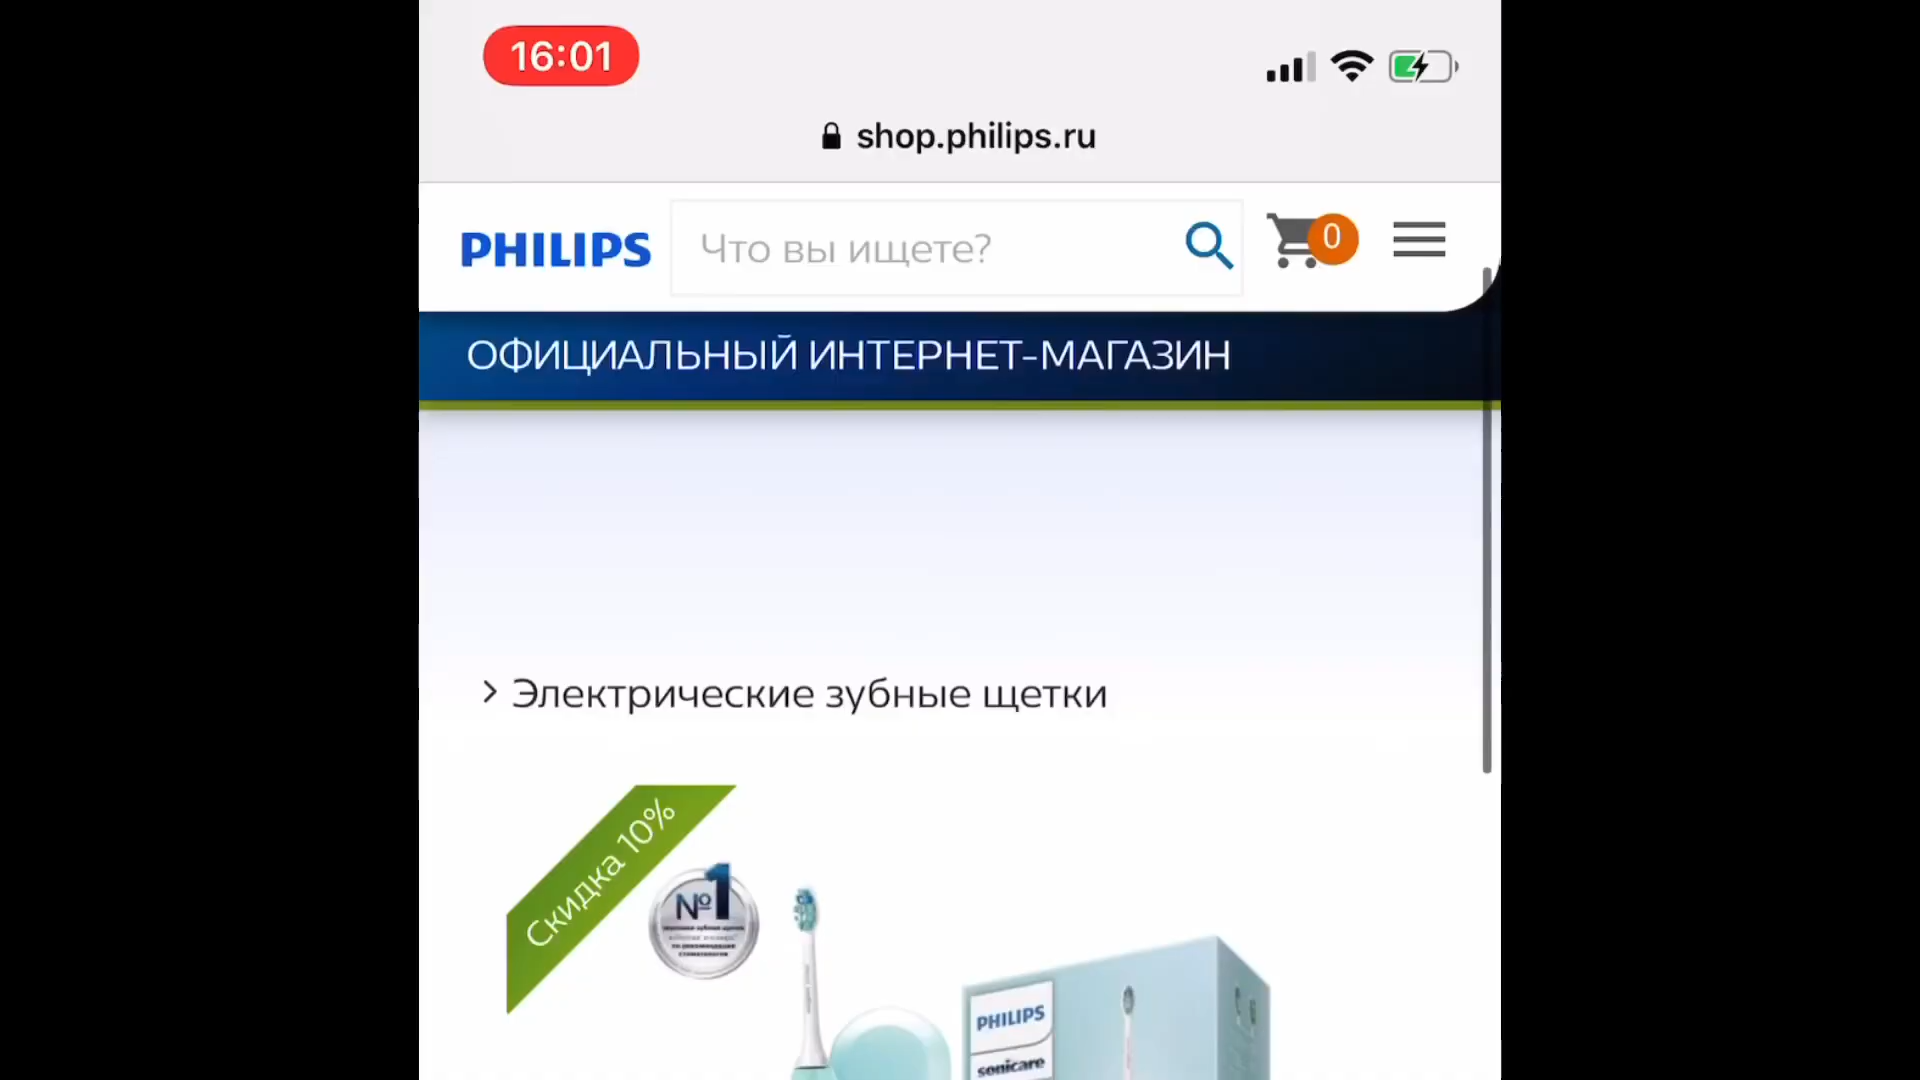 16:01
shop.philips.ru
PHILIPS
Что вы ищете?
0
ОФИЦИАЛЬНЫЙ ИНТЕРНЕТ-МАГАЗИН
> Электрические зубные щетки
Скидка 10%
№1
PHILIPS
sonicare